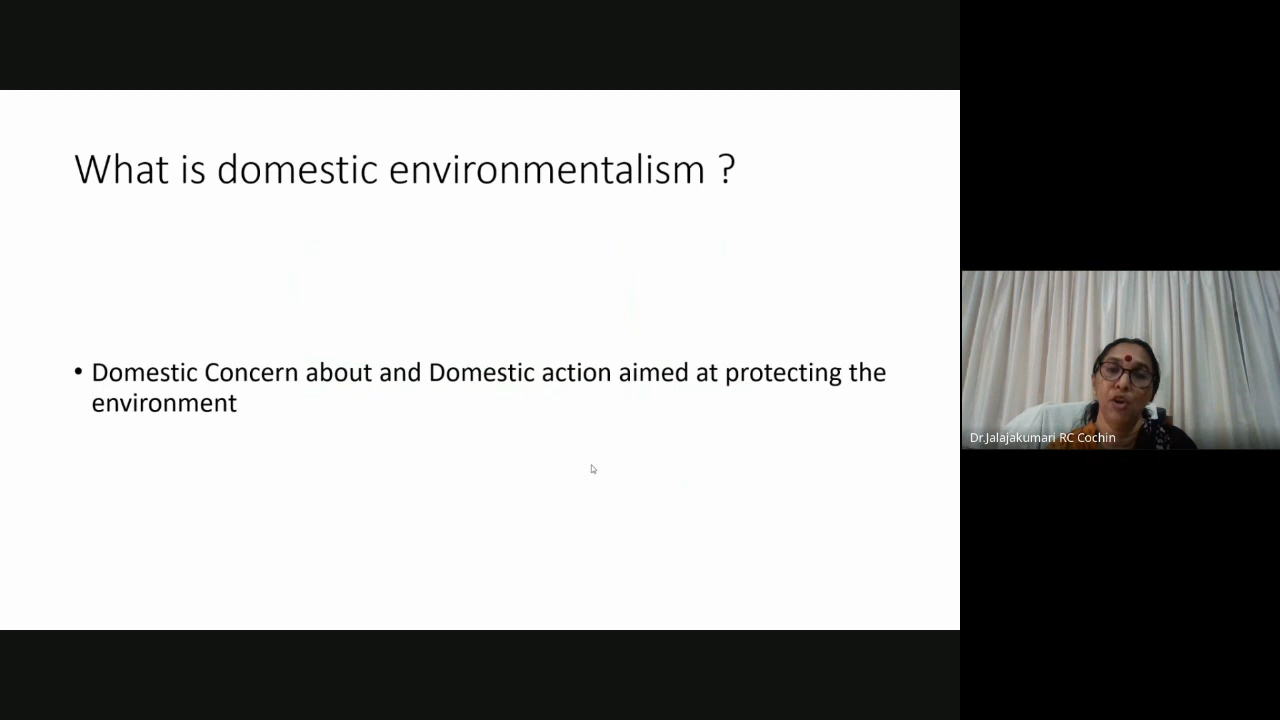 What is domestic environmentalism ?
• Domestic Concern about and Domestic action aimed at protecting the
environment
Dr.Jalajakumari RC Cochin